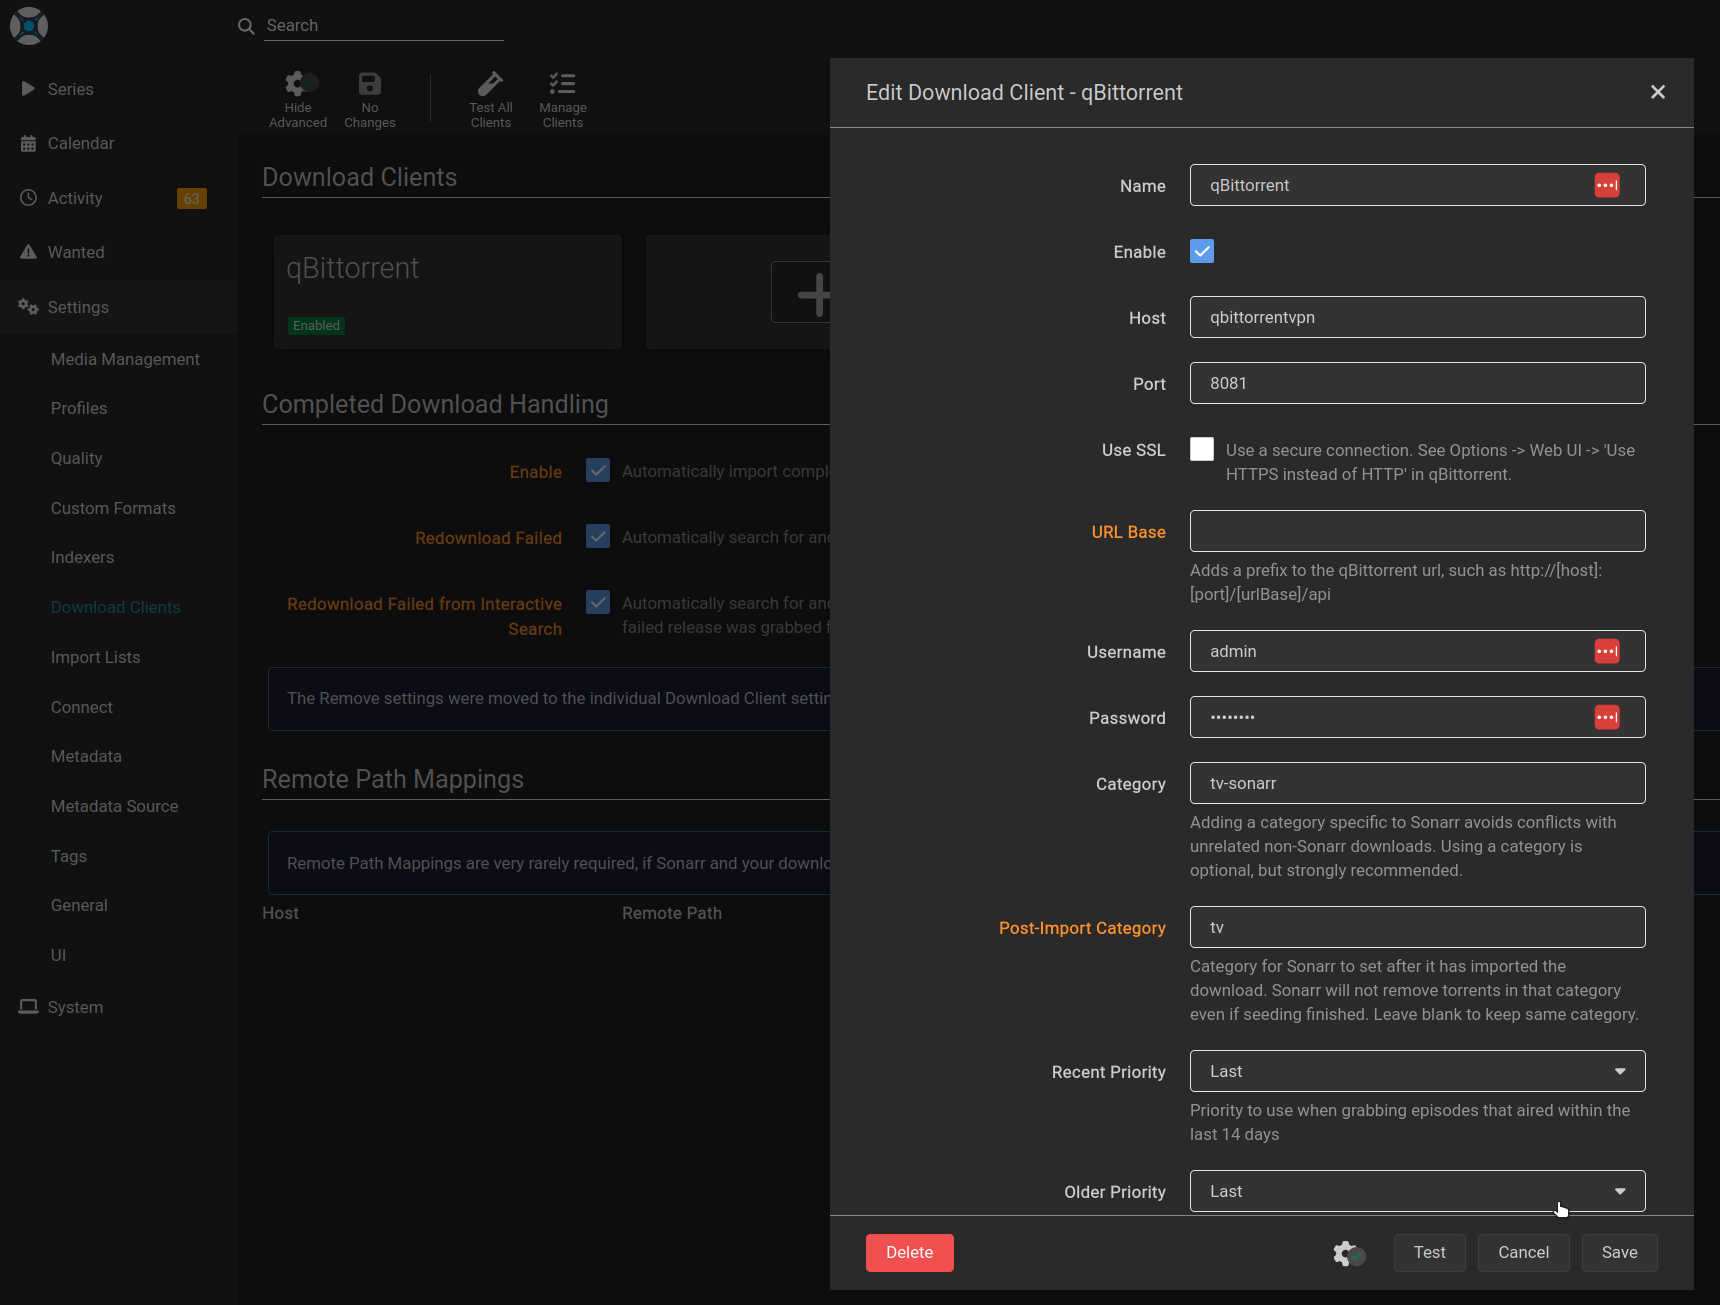 Search
Series
Calendar
Activity
63
Wanted
Settings
Media Management
Profiles
Quality
Custom Formats
Indexers
Download Clients
Import Lists
Connect
Metadata
Metadata Source
Tags
General
UI
System
Hide
Advanced
No
Changes
Test All
Clients
Manage
Clients
Download Clients
qBittorrent
Enabled
Completed Download Handling
Enable
Automatically import compl
Redownload Failed
Automatically search for and
Redownload Failed from Interactive
Search
Automatically search for and
failed release was grabbed f
The Remove settings were moved to the individual Download Client settin
Remote Path Mappings
Remote Path Mappings are very rarely required, if Sonarr and your downlo
Host
Remote Path
Edit Download Client - qBittorrent
Name
qBittorrent
Enable
Host
qbittorrentvpn
Port
8081
Use SSL
Use a secure connection. See Options -> Web UI -> 'Use
HTTPS instead of HTTP' in qBittorrent.
URL Base
Adds a prefix to the qBittorrent url, such as http://[host]:
[port]/[urlBase]/api
Username
admin
Password
••••••••
Category
tv-sonarr
Adding a category specific to Sonarr avoids conflicts with
unrelated non-Sonarr downloads. Using a category is
optional, but strongly recommended.
Post-Import Category
tv
Category for Sonarr to set after it has imported the
download. Sonarr will not remove torrents in that category
even if seeding finished. Leave blank to keep same category.
Recent Priority
Last
Priority to use when grabbing episodes that aired within the
last 14 days
Older Priority
Last
Delete
Test
Cancel
Save